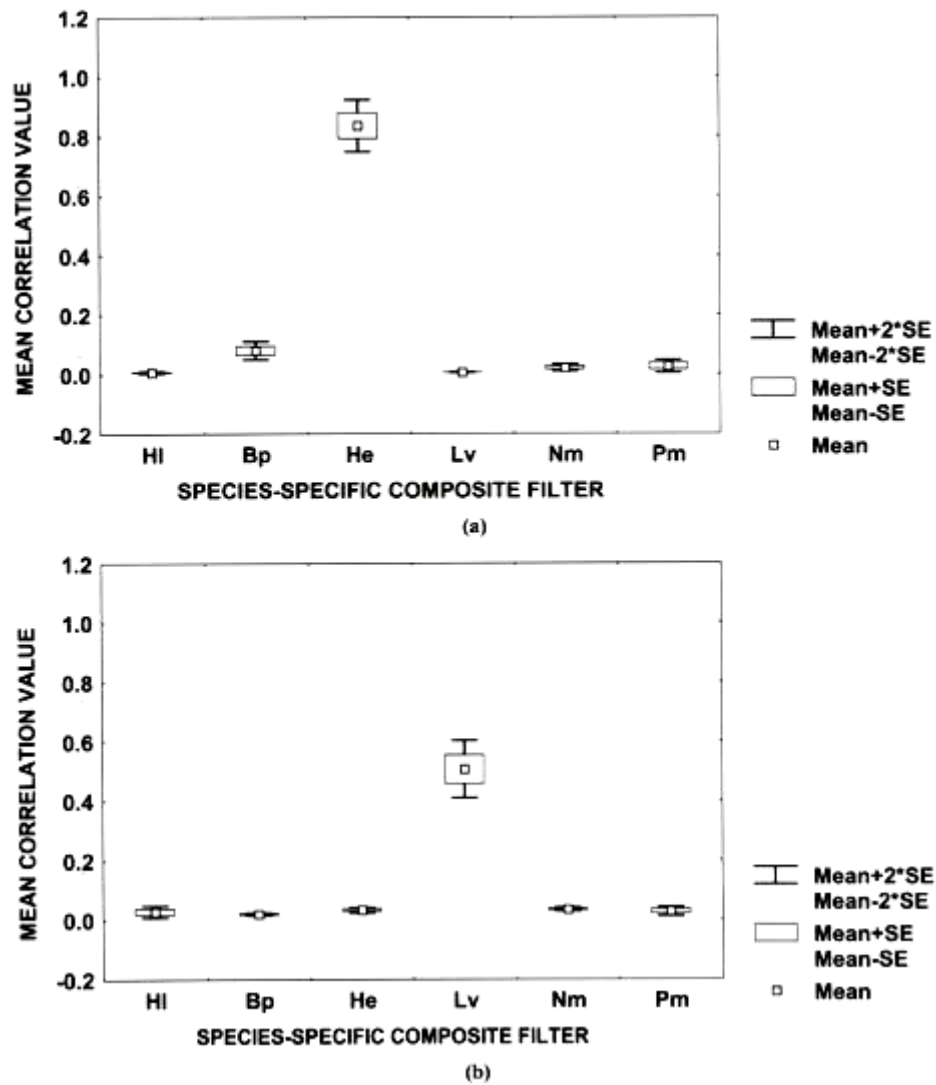 1.2
1.0
0.8
0.6
0.4
0.2
0.0
-0.2
MEAN CORRELATION VALUE
Hl Bp He Lv Nm Pm
SPECIES-SPECIFIC COMPOSITE FILTER
Mean+2*SE
Mean-2*SE
Mean+SE
Mean-SE
Mean
(a)
1.2
1.0
0.8
0.6
0.4
0.2
0.0
-0.2
MEAN CORRELATION VALUE
Hl Bp He Lv Nm Pm
SPECIES-SPECIFIC COMPOSITE FILTER
Mean+2*SE
Mean-2*SE
Mean+SE
Mean-SE
Mean
(b)